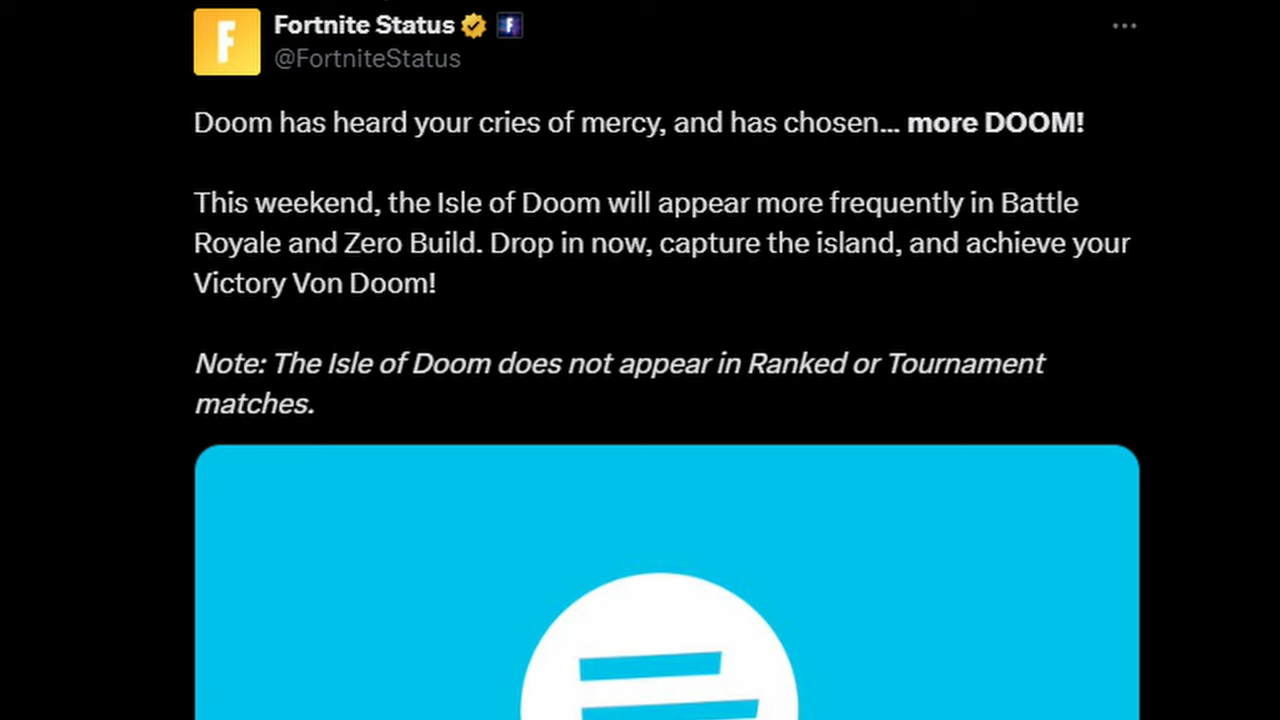 Fortnite Status
@FortniteStatus
Doom has heard your cries of mercy, and has chosen... more DOOM!
This weekend, the Isle of Doom will appear more frequently in Battle
Royale and Zero Build. Drop in now, capture the island, and achieve your
Victory Von Doom!
Note: The Isle of Doom does not appear in Ranked or Tournament
matches.